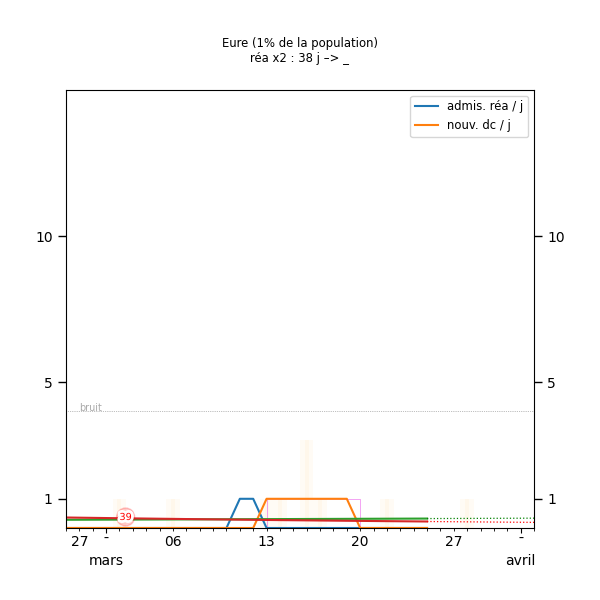 Eure (1% de la population)
réa x2 : 38 j –> _
admis. réa / j
nouv. dc / j
10 10
5 5
bruit
1 1
39
27 - 06 13 20 27 -
mars avril